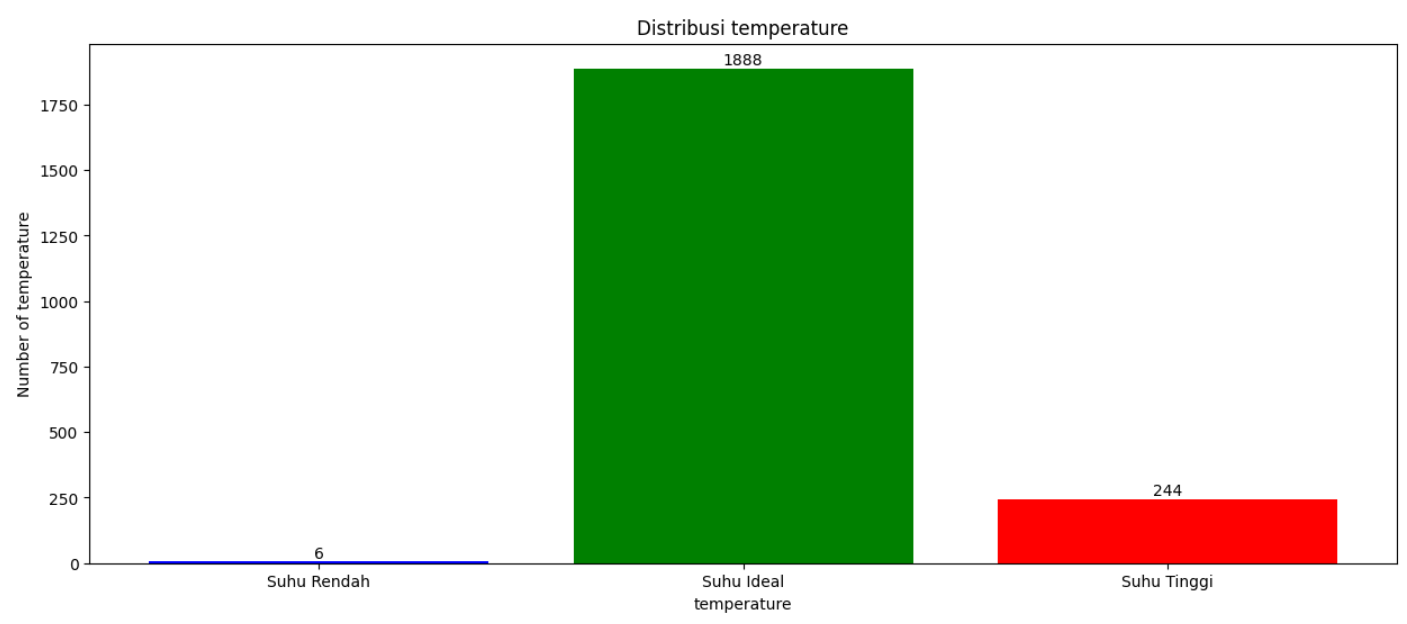 Distribusi temperature
1888
1750
1500
1250
1000
750
500
250
0
Number of temperature
6
244
Suhu Rendah
Suhu Ideal
Suhu Tinggi
temperature